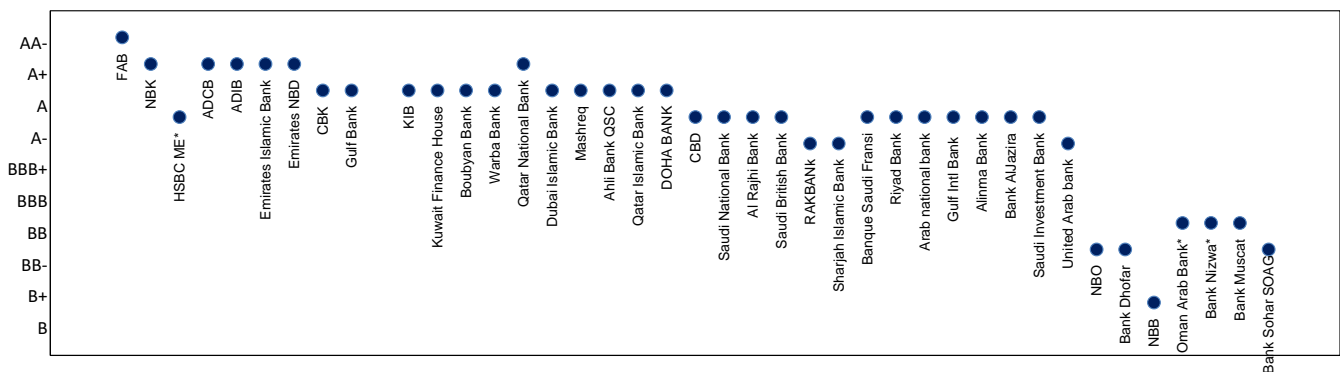 AA-
A+
A
A-
BBB+
BBB
BB
BB-
B+
B
FAB
NBK
HSBC ME*
ADCB
ADIB
Emirates Islamic Bank
Emirates NBD
CBK
Gulf Bank
KIB
Kuwait Finance House
Boubyan Bank
Warba Bank
Qatar National Bank
Dubai Islamic Bank
Mashreq
Ahli Bank QSC
Qatar Islamic Bank
DOHA BANK
CBD
Saudi National Bank
Al Rajhi Bank
Saudi British Bank
RAKBANk
Sharjah Islamic Bank
Banque Saudi Fransi
Riyad Bank
Arab national bank
Gulf Intl Bank
Alinma Bank
Bank AlJazira
Saudi Investment Bank
United Arab bank
NBO
Bank Dhofar
NBB
Oman Arab Bank*
Bank Nizwa*
Bank Muscat
Bank Sohar SOAG